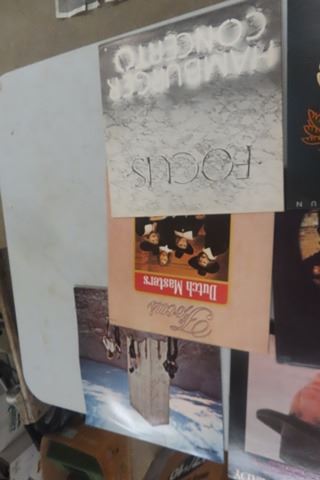 Focus
Dutch Masters
FOCUS
HAMBURGER
CONCERTO